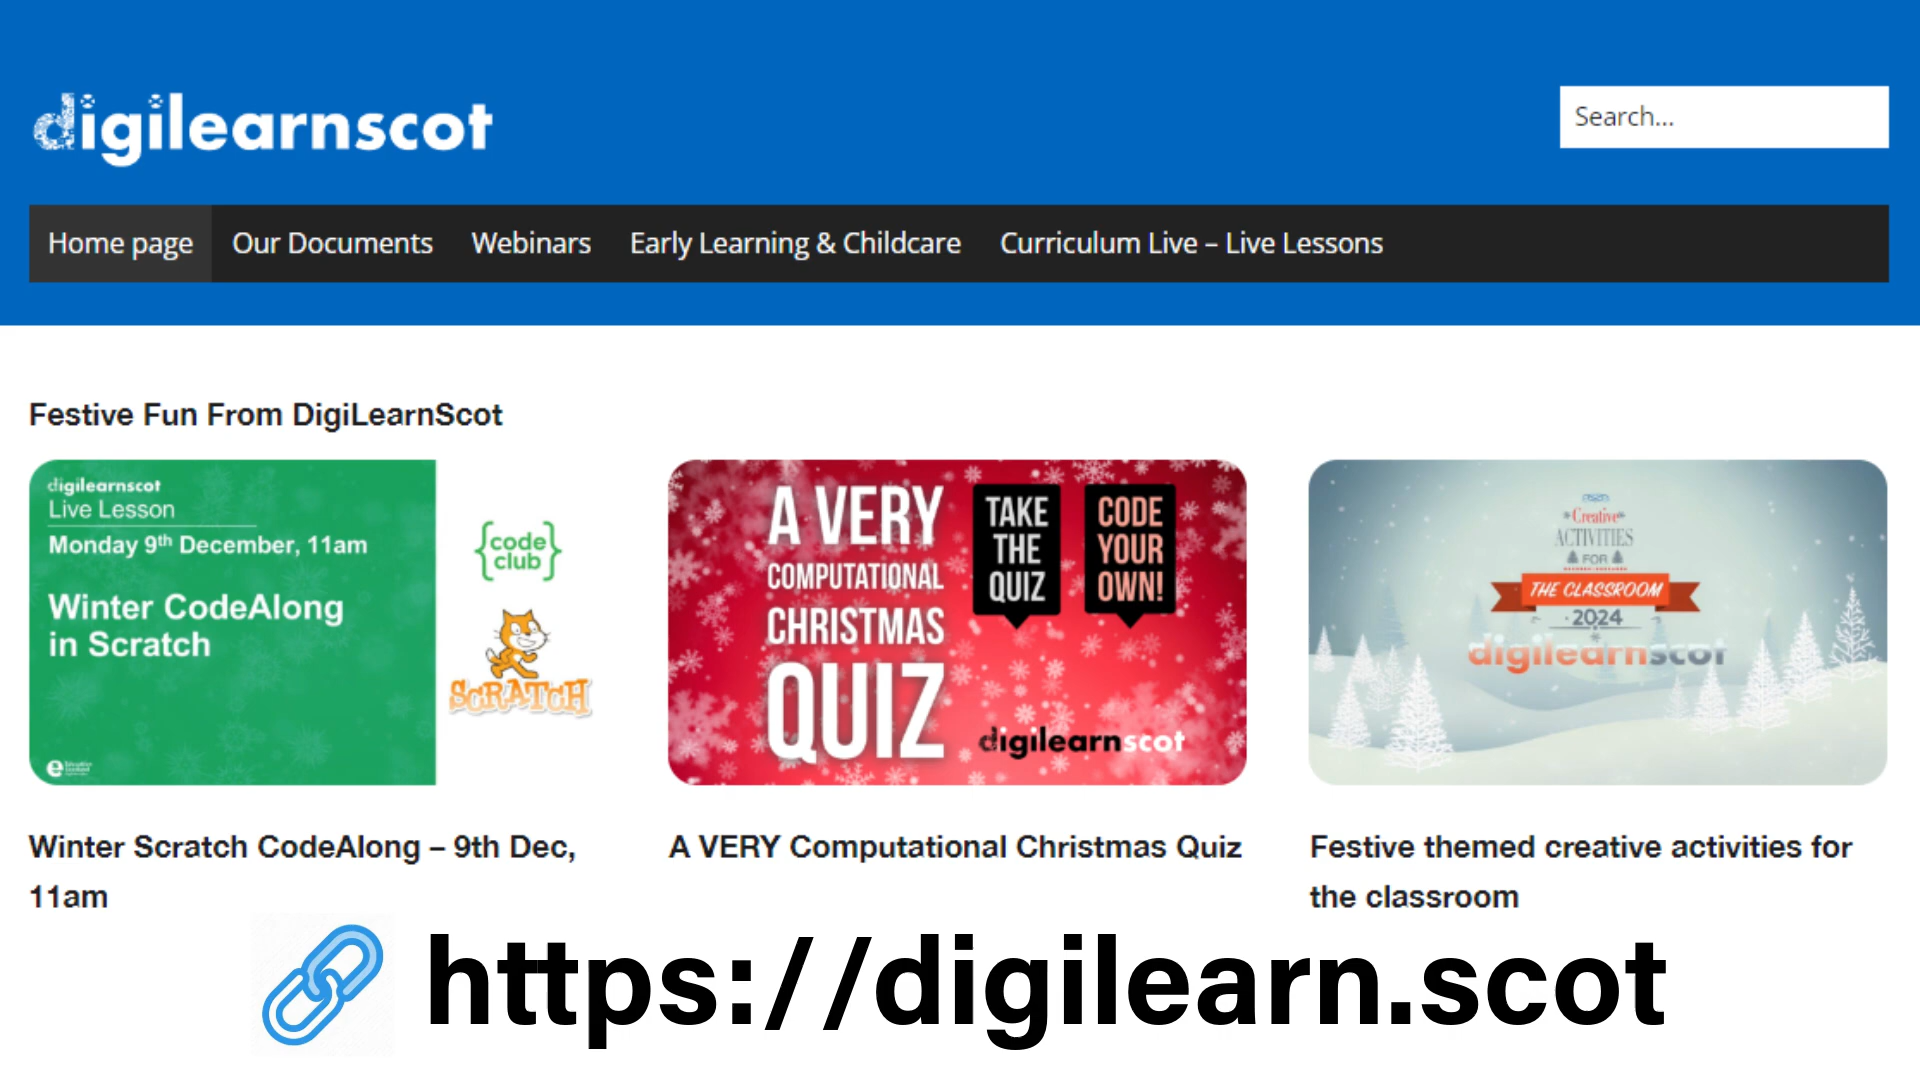 digilearnscot
Search...
Home page Our Documents Webinars Early Learning & Childcare Curriculum Live – Live Lessons
Festive Fun From DigiLearnScot
digilearnscot
Live Lesson
Monday 9th December, 11am
Winter CodeAlong
in Scratch
{code
club}
SCRATCH
A VERY
COMPUTATIONAL
CHRISTMAS
QUIZ
TAKE
THE
QUIZ
CODE
YOUR
OWN!
digilearnscot
Creative
ACTIVITIES
FOR
THE CLASSROOM
2024
digilearnscot
Winter Scratch CodeAlong – 9th Dec,
11am
A VERY Computational Christmas Quiz
Festive themed creative activities for
the classroom
https://digilearn.scot